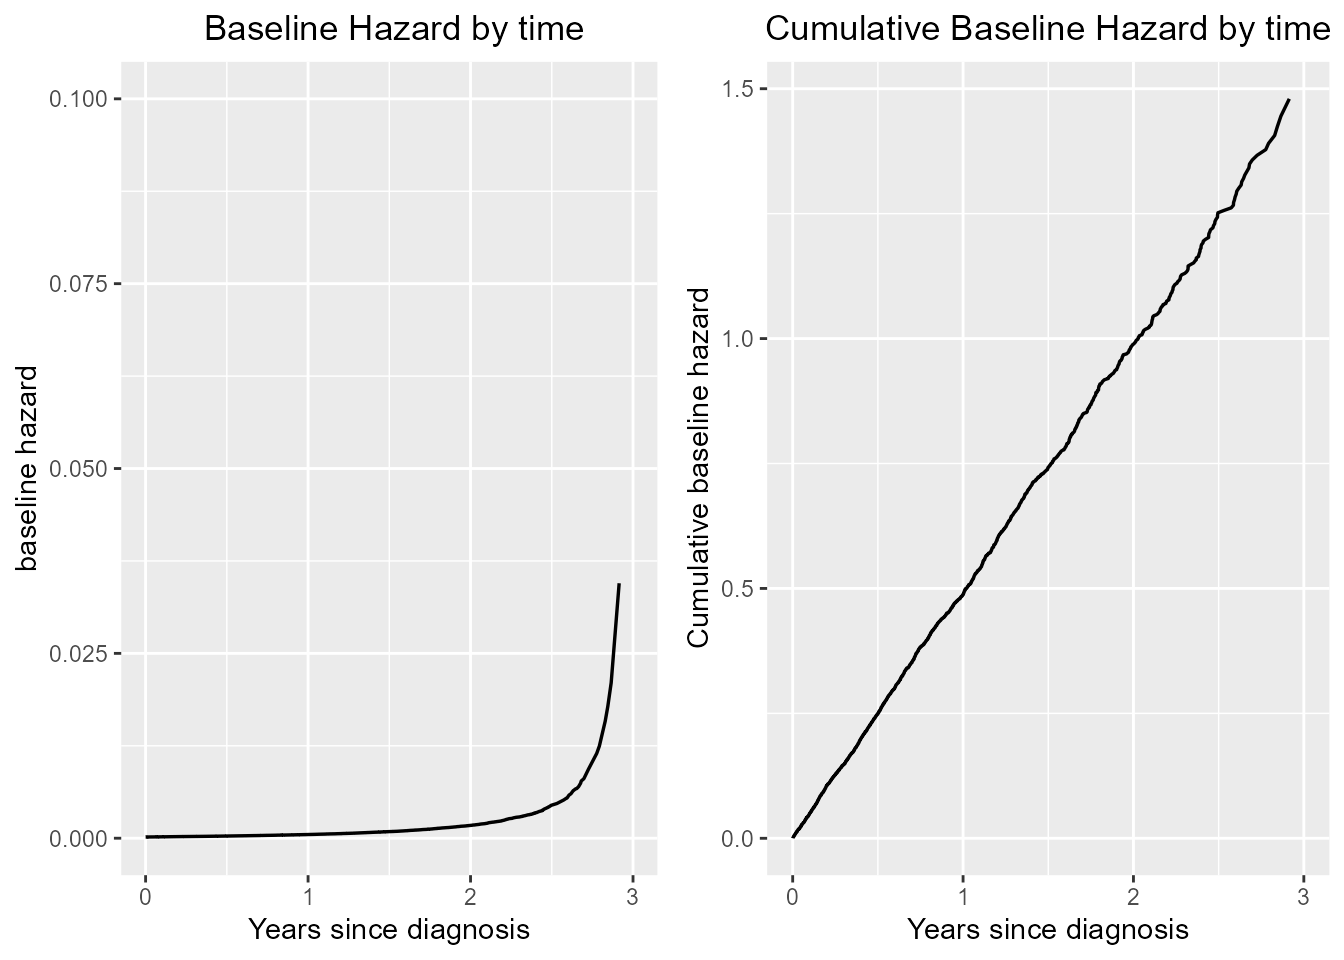 Baseline Hazard by time
0.100
0.075
0.050
0.025
0.000
baseline hazard
0 1 2 3
Years since diagnosis
Cumulative Baseline Hazard by time
1.5
1.0
0.5
0.0
Cumulative baseline hazard
0 1 2 3
Years since diagnosis